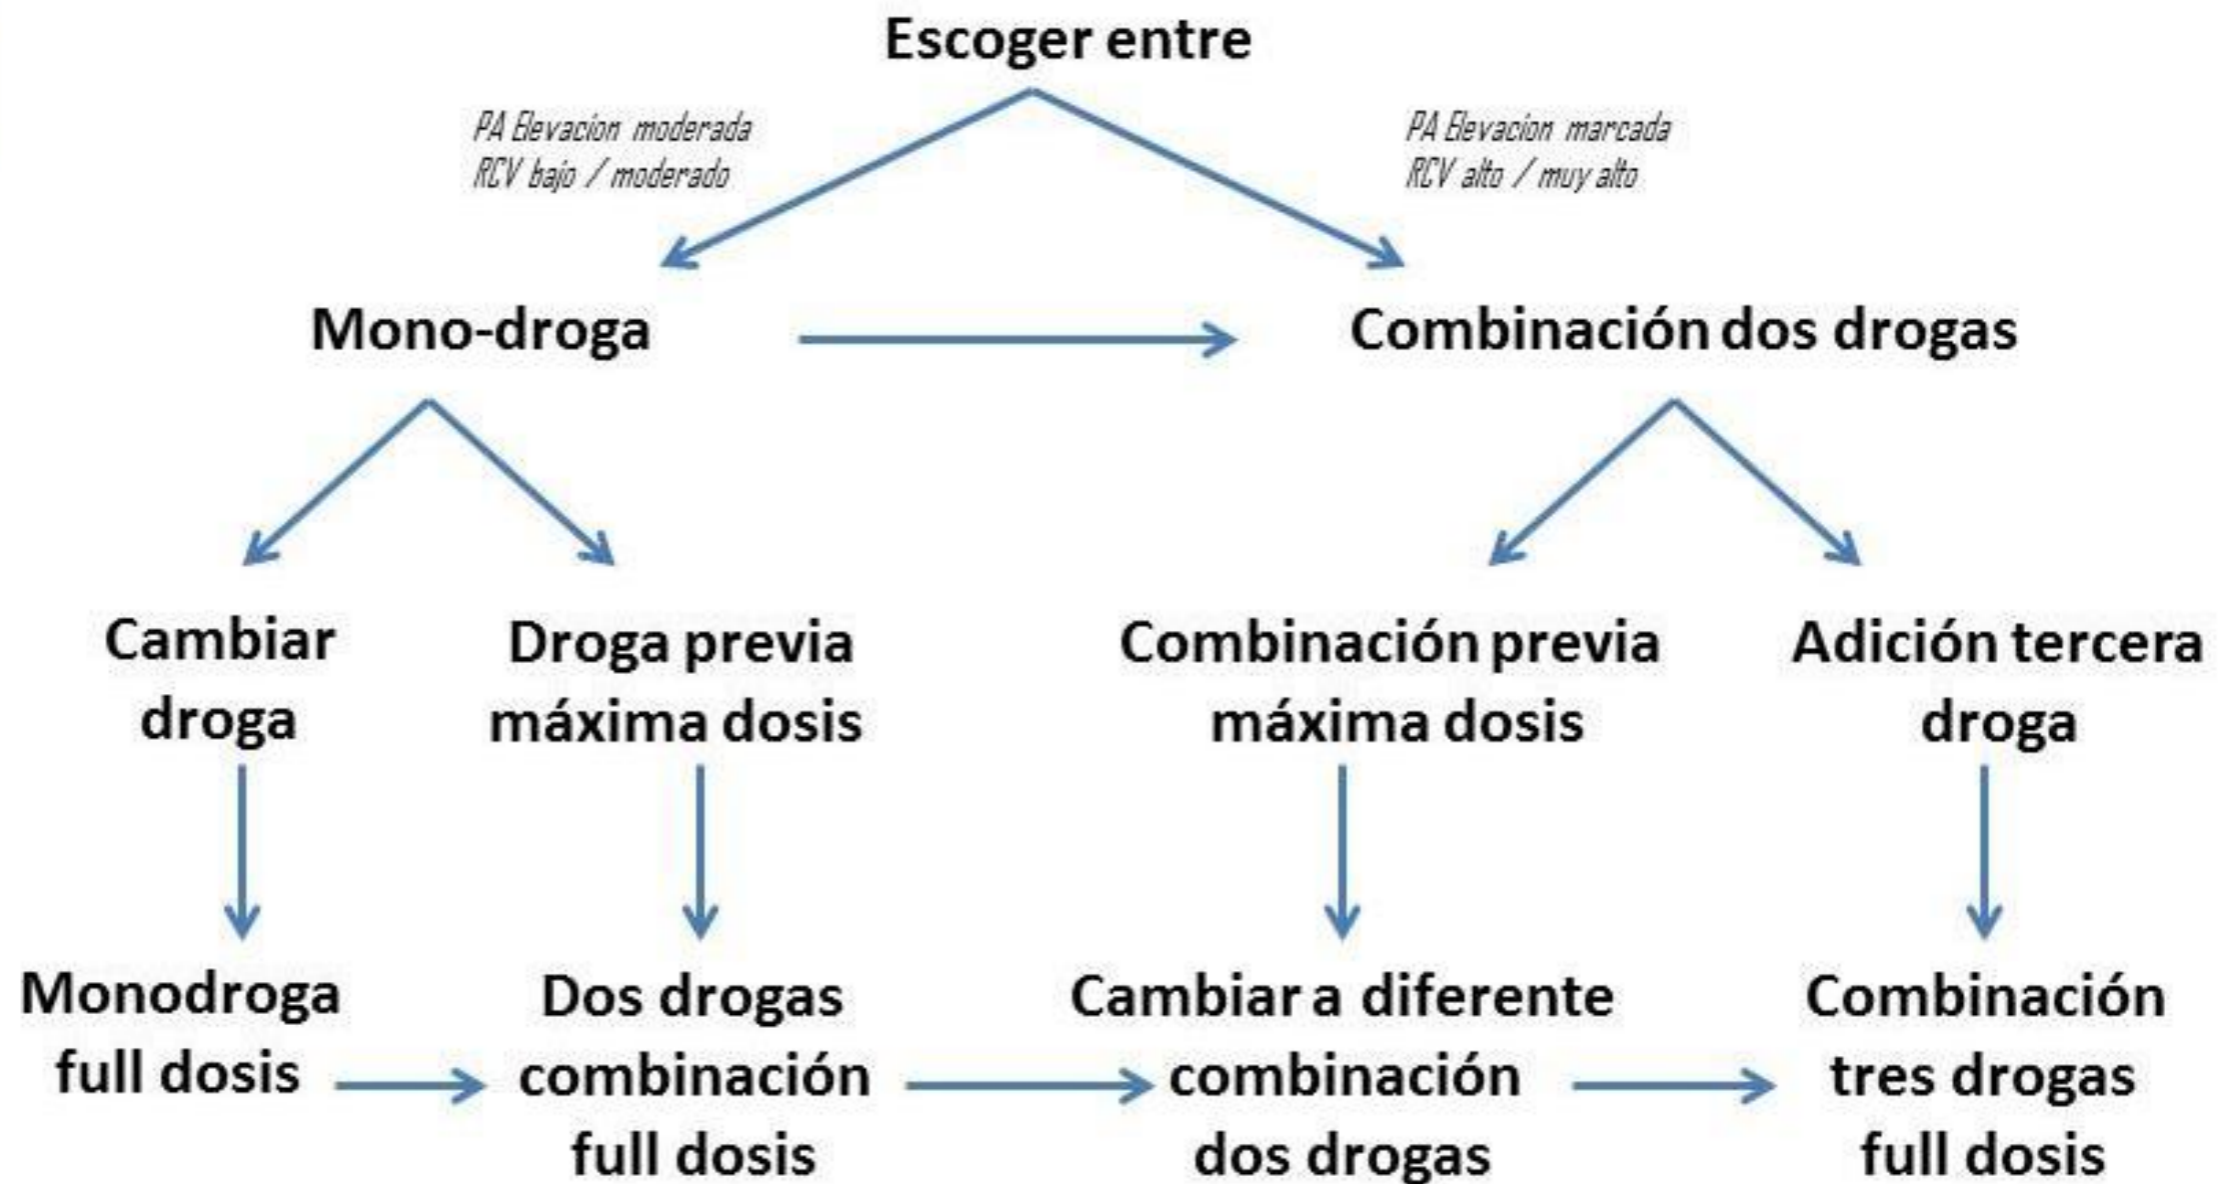 Escoger entre
PA Elevacion moderada
RCV bajo / moderado
PA Elevacion marcada
RCV alto / muy alto
Mono-droga
Combinación dos drogas
Cambiar
droga
Droga previa
máxima dosis
Combinación previa
máxima dosis
Adición tercera
droga
Monodroga
full dosis
Dos drogas
combinación
full dosis
Cambiar a diferente
combinación
dos drogas
Combinación
tres drogas
full dosis